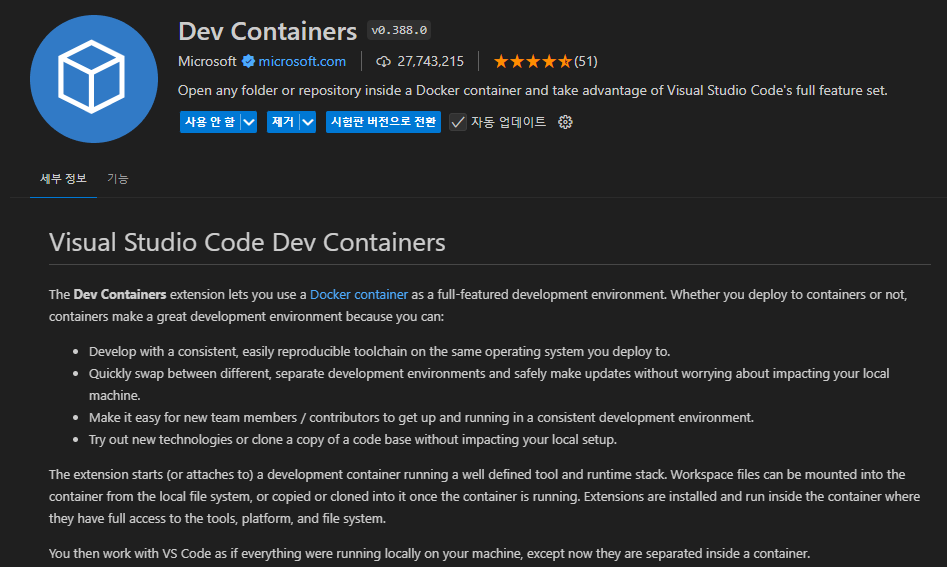 Dev Containers v0.388.0
Microsoft microsoft.com 27,743,215 (51)
Open any folder or repository inside a Docker container and take advantage of Visual Studio Code's full feature set.
사용 안 함 제거 시험판 버전으로 전환 자동 업데이트
세부 정보 기능
Visual Studio Code Dev Containers
The Dev Containers extension lets you use a Docker container as a full-featured development environment. Whether you deploy to containers or not,
containers make a great development environment because you can:
• Develop with a consistent, easily reproducible toolchain on the same operating system you deploy to.
• Quickly swap between different, separate development environments and safely make updates without worrying about impacting your local
machine.
• Make it easy for new team members / contributors to get up and running in a consistent development environment.
• Try out new technologies or clone a copy of a code base without impacting your local setup.
The extension starts (or attaches to) a development container running a well defined tool and runtime stack. Workspace files can be mounted into the
container from the local file system, or copied or cloned into it once the container is running. Extensions are installed and run inside the container where
they have full access to the tools, platform, and file system.
You then work with VS Code as if everything were running locally on your machine, except now they are separated inside a container.